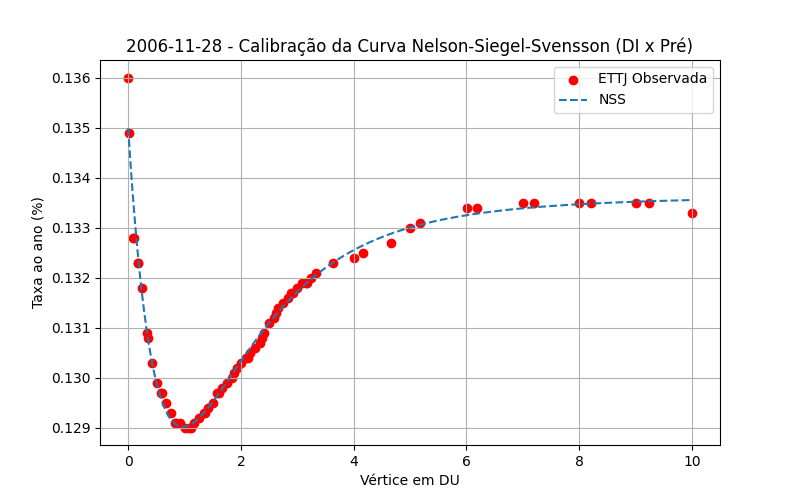 2006-11-28 - Calibração da Curva Nelson-Siegel-Svensson (DI x Pré)
ETTJ Observada
NSS
Taxa ao ano (%)
0.136
0.135
0.134
0.133
0.132
0.131
0.130
0.129
0
2
4
6
8
10
Vértice em DU